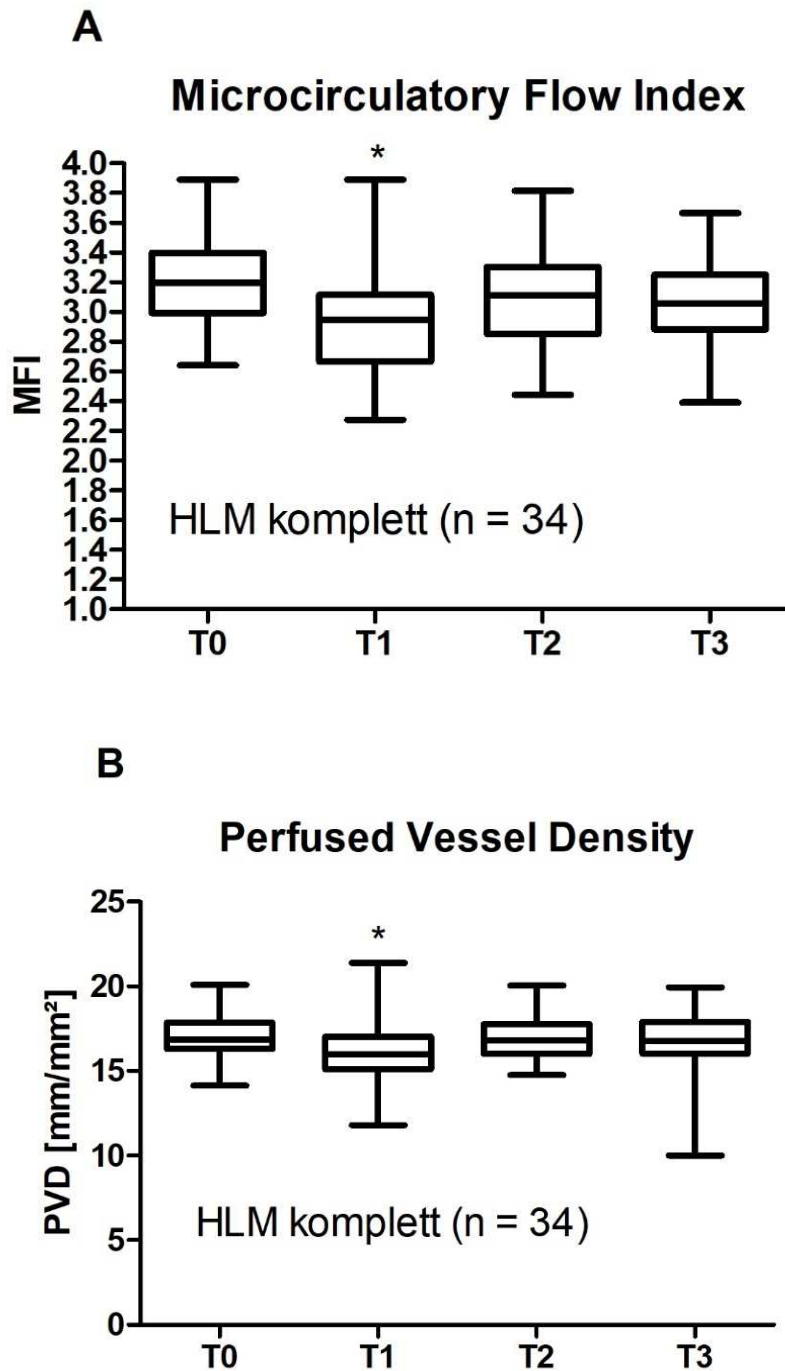 A
Microcirculatory Flow Index
*
4.0
3.8
3.6
3.4
3.2
3.0
2.8
2.6
2.4
2.2
2.0
1.8
1.6
1.4
1.2
1.0
MFI
HLM komplett (n = 34)
T0 T1 T2 T3
B
Perfused Vessel Density
*
25
20
15
10
5
0
PVD [mm/mm²]
HLM komplett (n = 34)
T0 T1 T2 T3